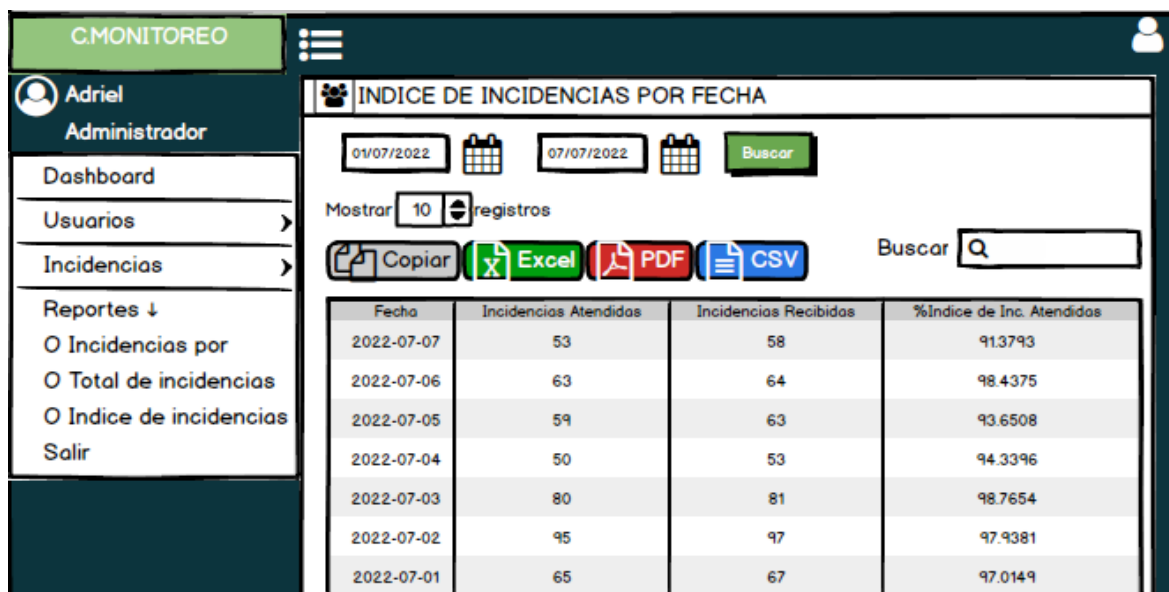 C.MONITOREO
Adriel
Administrador
Dashboard
Usuarios
Incidencias
Reportes ↓
O Incidencias por
O Total de incidencias
O Indice de incidencias
Salir
INDICE DE INCIDENCIAS POR FECHA
01/07/2022 07/07/2022 Buscar
Mostrar 10 registros
Copiar Excel PDF CSV Buscar
Fecha Incidencias Atendidas Incidencias Recibidas %Indice de Inc. Atendidas
2022-07-07 53 58 91.3793
2022-07-06 63 64 98.4375
2022-07-05 59 63 93.6508
2022-07-04 50 53 94.3396
2022-07-03 80 81 98.7654
2022-07-02 95 97 97.9381
2022-07-01 65 67 97.0149